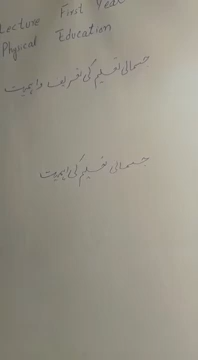 Lecture First Year
Physical Education
جسمانی تعلیم کی تعریف و اہمیت
جسمانی تعلیم کی اہمیت